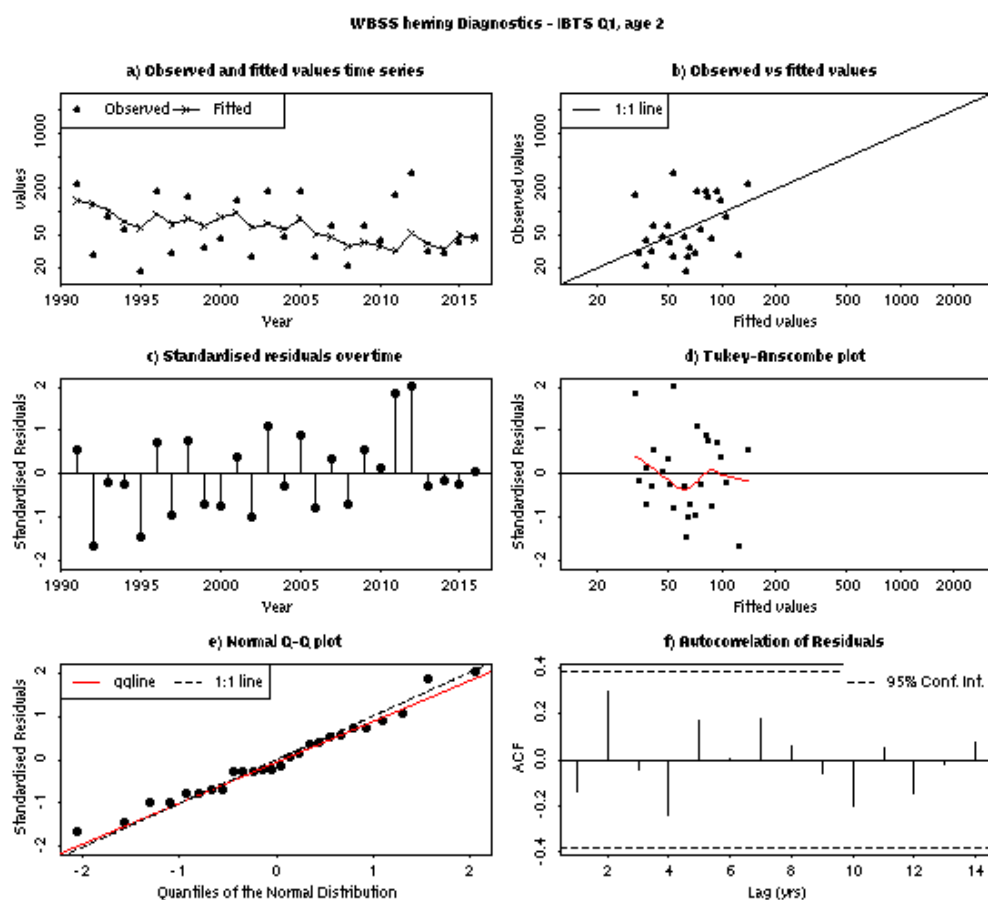 WBSS herring Diagnostics - IBTS Q1, age 2
a) Observed and fitted values time series
Observed Fitted
values
20 50 200 1000
1990 1995 2000 2005 2010 2015
Year
b) Observed vs fitted values
1:1 line
Observed values
20 50 200 1000
20 50 100 200 500 1000 2000
Fitted values
c) Standardised residuals over time
Standardised Residuals
-2 -1 0 1 2
1990 1995 2000 2005 2010 2015
Year
d) Tukey-Anscombe plot
Standardised Residuals
-2 -1 0 1 2
20 50 100 200 500 1000 2000
Fitted values
e) Normal Q-Q plot
qqline 1:1 line
Standardised Residuals
-2 -1 0 1 2
-2 -1 0 1 2
Quantiles of the Normal Distribution
f) Autocorrelation of Residuals
95% Conf. Int.
ACF
-0.4 -0.2 0.0 0.2 0.4
2 4 6 8 10 12 14
Lag (yrs)